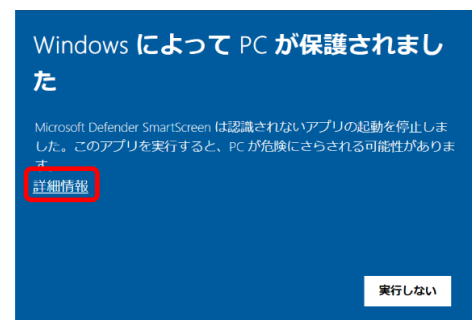 Windows によって PC が保護されまし
た
Microsoft Defender SmartScreen は認識されないアプリの起動を停止しま
した。このアプリを実行すると、PC が危険にさらされる可能性がありま
す。
詳細情報
実行しない